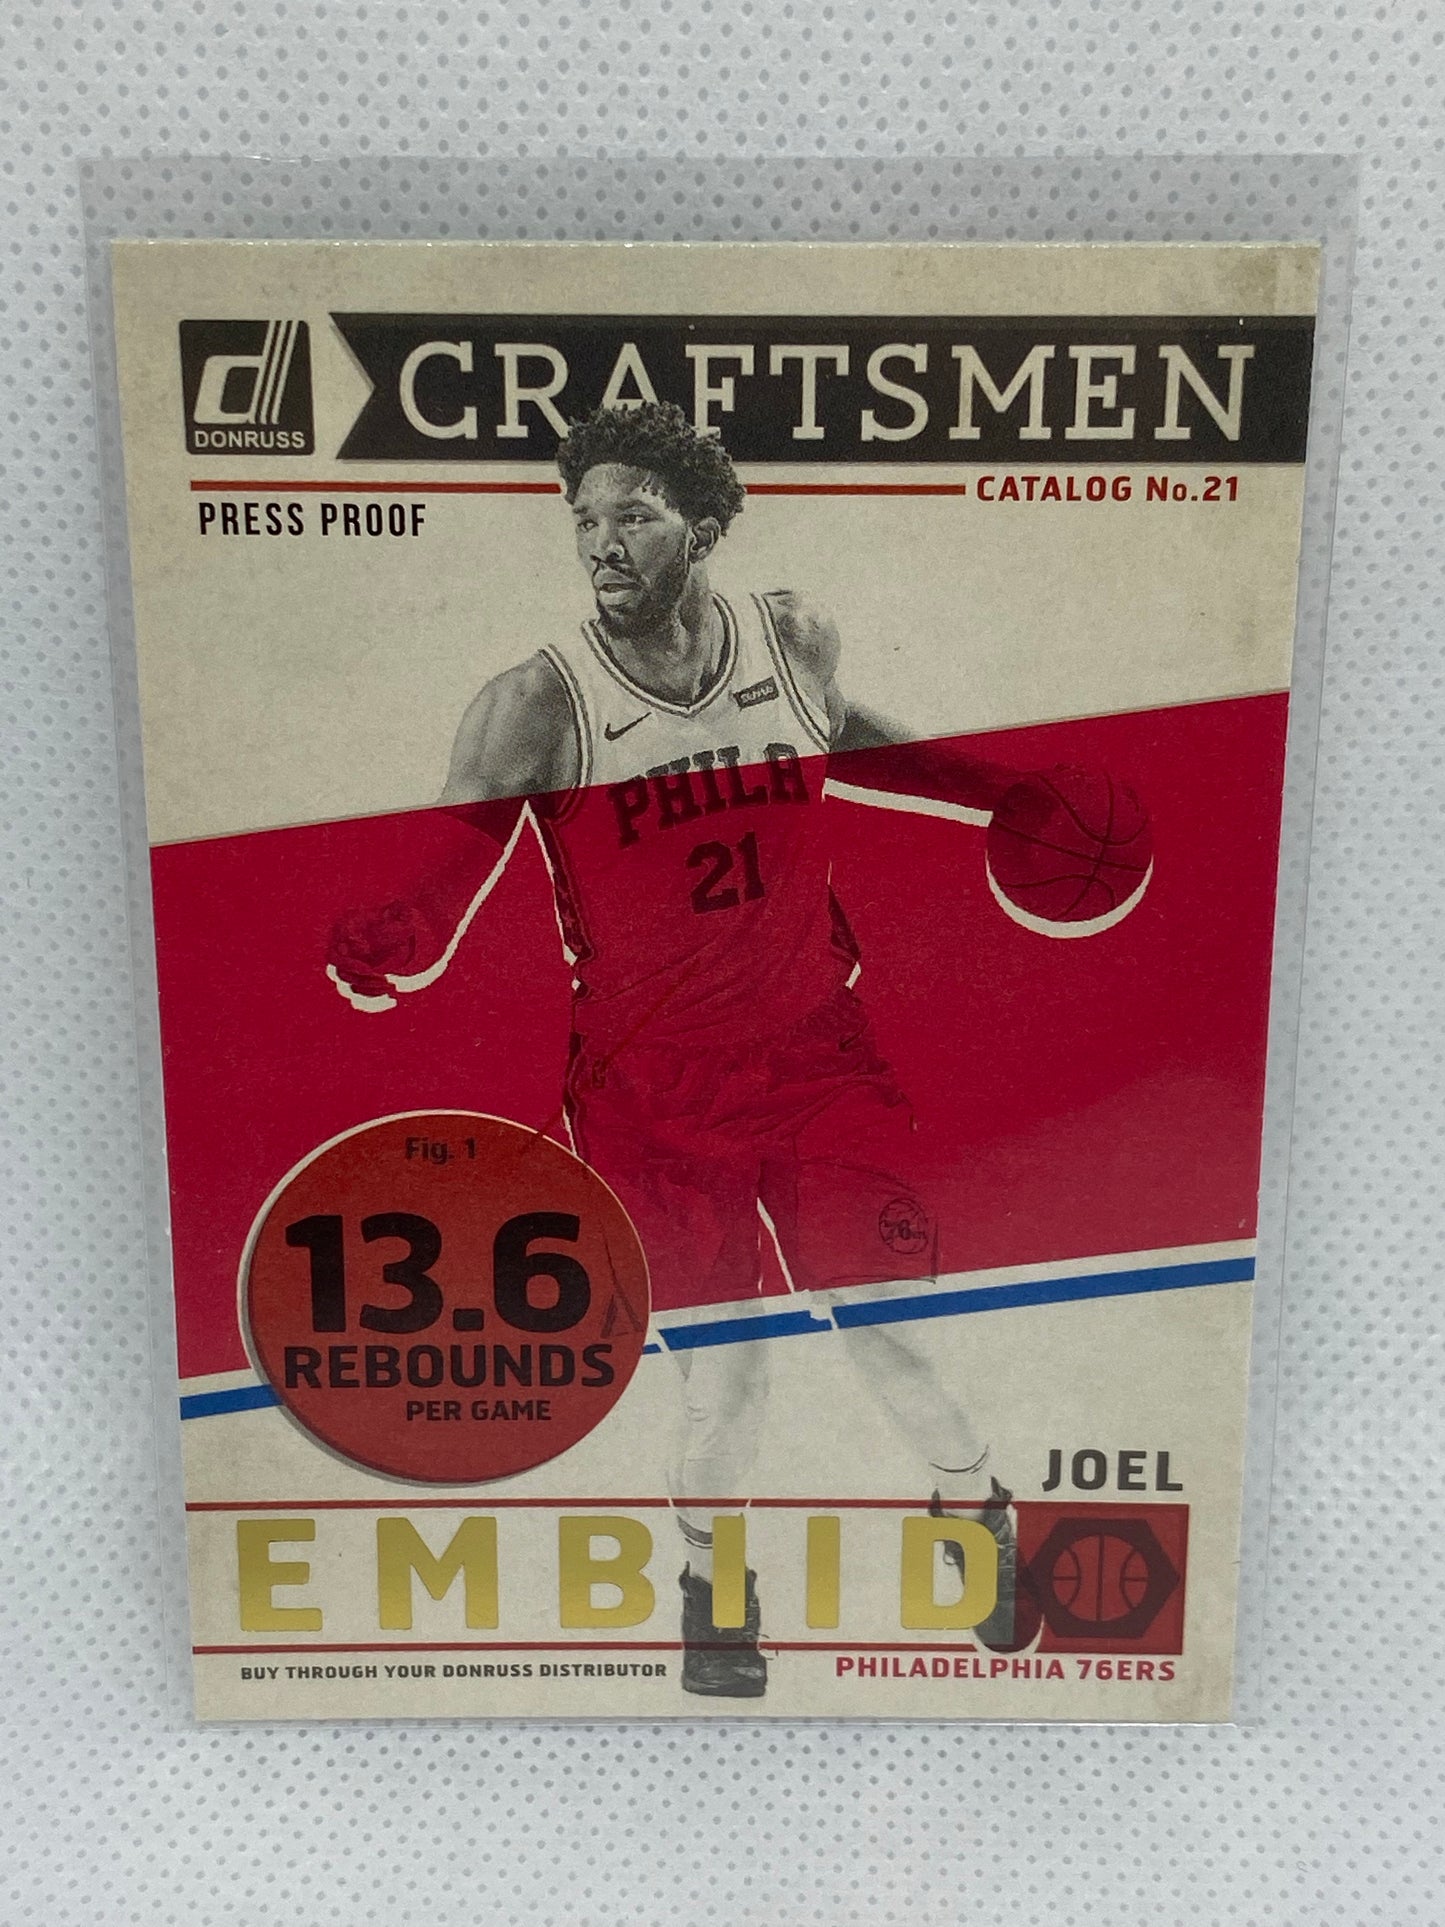 d
DONRUSS
CRAFTSMEN
CATALOG No.21
PRESS PROOF
PHILA
21
76
Fig. 1
13.6
REBOUNDS
PER GAME
JOEL
EMBIID
BUY THROUGH YOUR DONRUSS DISTRIBUTOR
PHILADELPHIA 76ERS